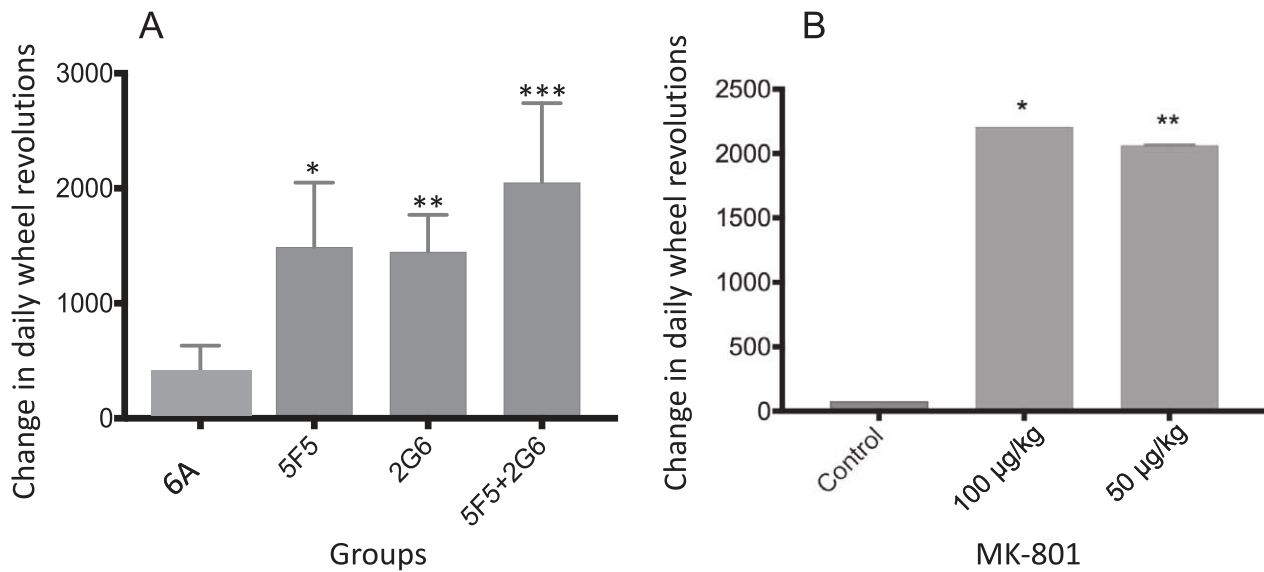 A
Change in daily wheel revolutions
3000
2000
1000
0
*
**
***
6A
5F5
2G6
5F5+2G6
Groups
B
Change in daily wheel revolutions
2500
2000
1500
1000
500
0
*
**
Control
100 µg/kg
50 µg/kg
MK-801